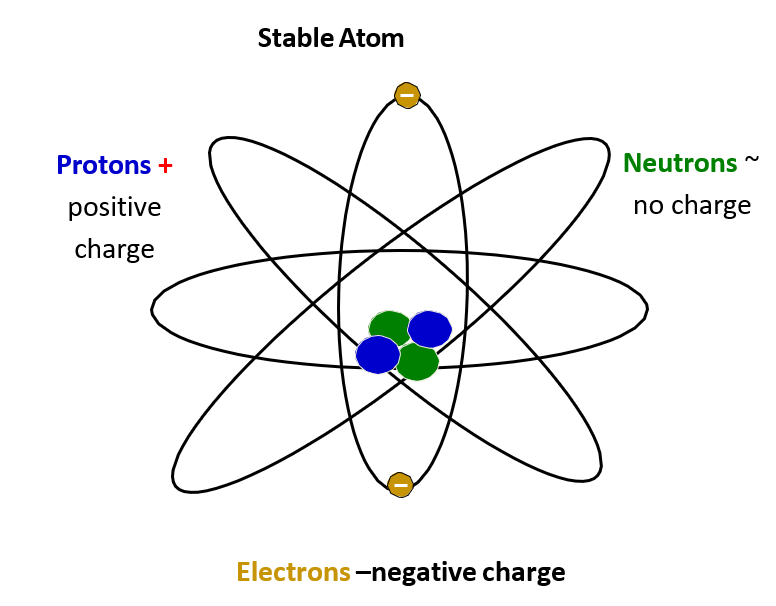 Stable Atom
−
Protons +
positive
charge
Neutrons ~
no charge
−
Electrons –negative charge